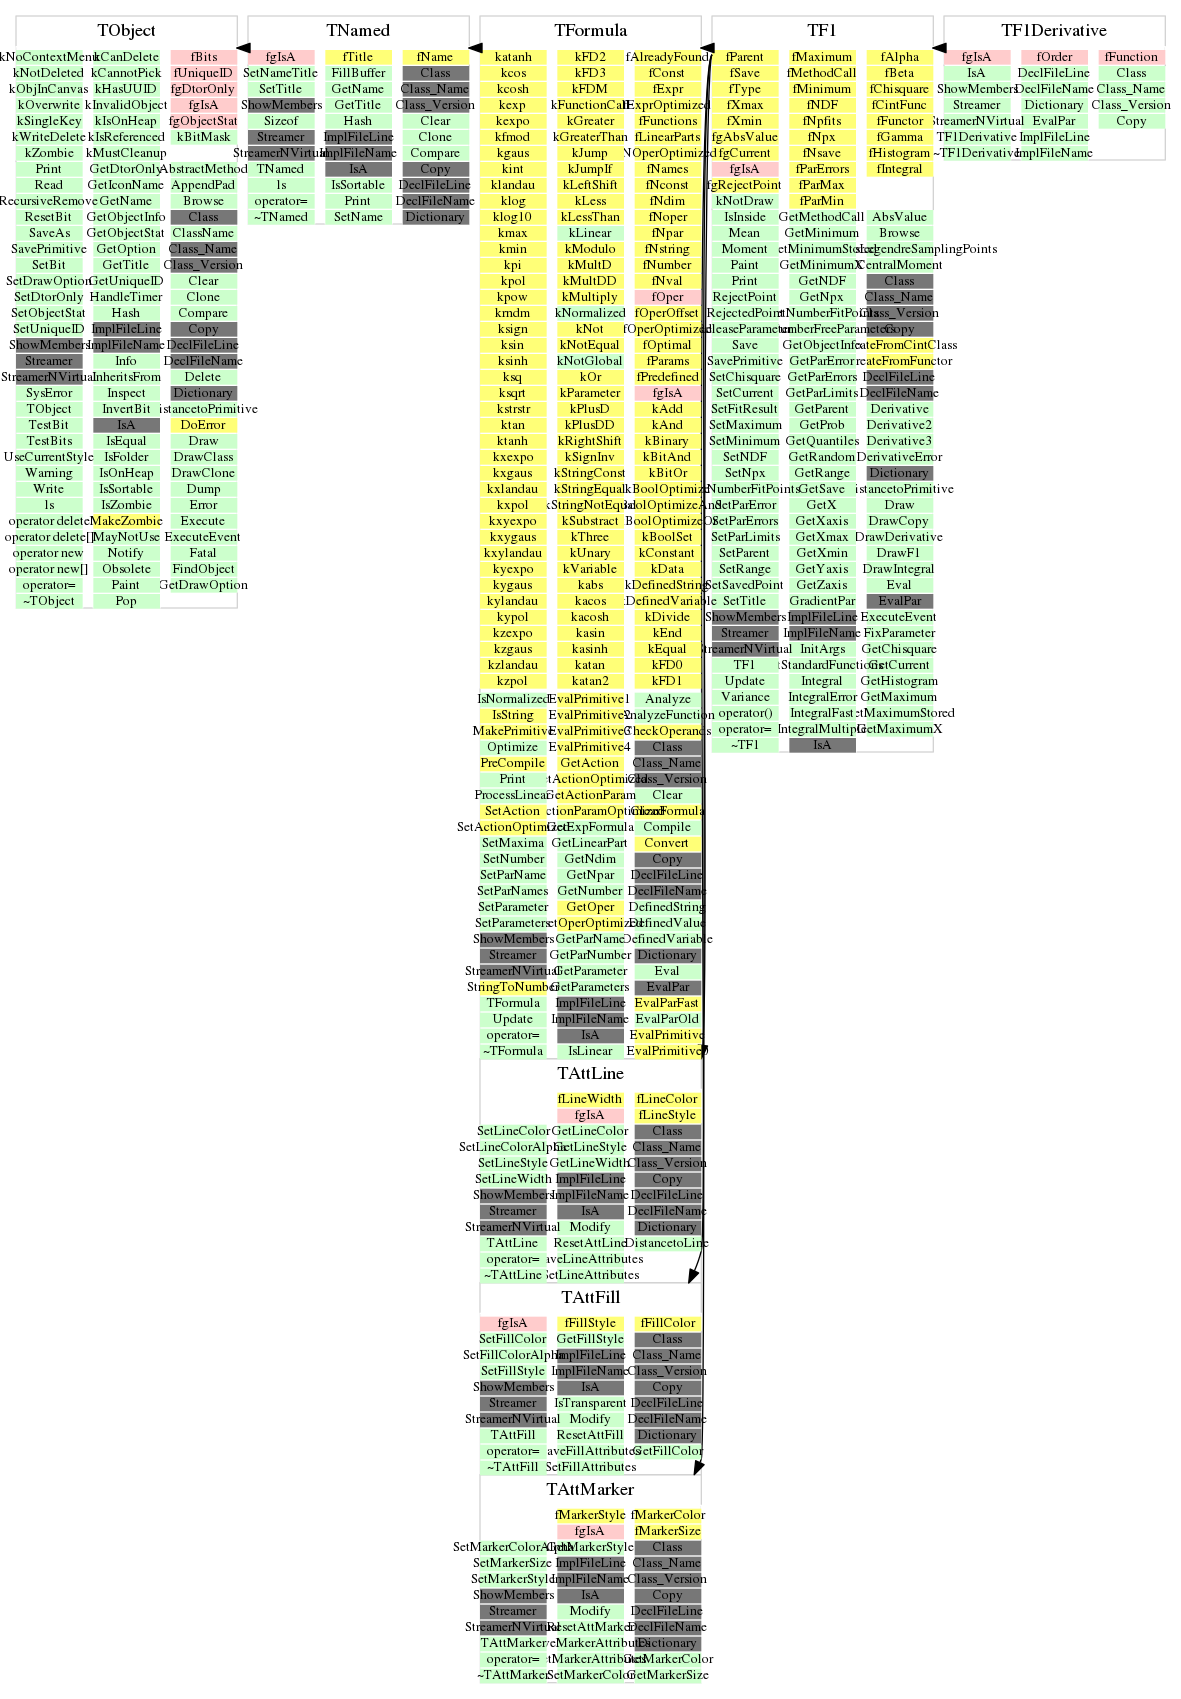 TObject
kNoContextMenu kCanDelete fBits
kNotDeleted kCannotPick fUniqueID
kObjInCanvas kHasUUID fgDtorOnly
kOverwrite kInvalidObject fgIsA
kSingleKey kIsOnHeap fgObjectStat
kWriteDelete kIsReferenced kBitMask
kZombie kMustCleanup
Print GetDtorOnly AbstractMethod
Read GetIconName AppendPad
RecursiveRemove GetName Browse
ResetBit GetObjectInfo Class
SaveAs GetObjectStat ClassName
SavePrimitive GetOption Class_Name
SetBit GetTitle Class_Version
SetDrawOption GetUniqueID Clear
SetDtorOnly HandleTimer Clone
SetObjectStat Hash Compare
SetUniqueID ImplFileLine Copy
ShowMembers ImplFileName DeclFileLine
Streamer Info DeclFileName
StreamerNVirtual InheritsFrom Delete
SysError Inspect Dictionary
TObject InvertBit istancetoPrimitive
TestBit IsA DoError
TestBits IsEqual Draw
UseCurrentStyle IsFolder DrawClass
Warning IsOnHeap DrawClone
Write IsSortable Dump
ls IsZombie Error
operator delete MakeZombie Execute
operator delete[] MayNotUse ExecuteEvent
operator new Notify Fatal
operator new[] Obsolete FindObject
operator= Paint GetDrawOption
~TObject Pop
TNamed
fgIsA fTitle fName
SetNameTitle FillBuffer Class
SetTitle GetName Class_Name
ShowMembers GetTitle Class_Version
Sizeof Hash Clear
Streamer ImplFileLine Clone
StreamerNVirtual ImplFileName Compare
TNamed IsA Copy
ls IsSortable DeclFileLine
operator= Print DeclFileName
~TNamed SetName Dictionary
TFormula
katanh kFD2 fAlreadyFound
kcos kFD3 fConst
kcosh kFDM fExpr
kexp kFunctionCall fExprOptimized
kexpo kGreater fFunctions
kfmod kGreaterThan fLinearParts
kgaus kJump NOperOptimized
kint kJumpIf fNames
klandau kLeftShift fNconst
klog kLess fNdim
klog10 kLessThan fNoper
kmax kLinear fNpar
kmin kModulo fNstring
kpi kMultD fNumber
kpol kMultDD fNval
kpow kMultiply fOper
krndm kNormalized fOperOffset
ksign kNot fOperOptimized
ksin kNotEqual fOptimal
ksinh kNotGlobal fParams
ksq kOr fPredefined
ksqrt kParameter fgIsA
kstrstr kPlusD kAdd
ktan kPlusDD kAnd
ktanh kRightShift kBinary
kxexpo kSignInv kBitAnd
kxgaus kStringConst kBitOr
kxlandau kStringEqual kBoolOptimize
kxpol kStringNotEqual BoolOptimizeAnd
kxyexpo kSubstract BoolOptimizeOr
kxygaus kThree kBoolSet
kxylandau kUnary kConstant
kyexpo kVariable kData
kygaus kabs kDefinedString
kylandau kacos DefinedVariable
kypol kacosh kDivide
kzexpo kasin kEnd
kzgaus kasinh kEqual
kzlandau katan kFD0
kzpol katan2 kFD1
IsNormalized EvalPrimitive1 Analyze
IsString EvalPrimitive2 AnalyzeFunction
MakePrimitive EvalPrimitive3 CheckOperands
Optimize EvalPrimitive4 Class
PreCompile GetAction Class_Name
Print tActionOptimized Class_Version
ProcessLinear GetActionParam Clear
SetAction ctionParamOptimized ClearFormula
SetActionOptimized GetExpFormula Compile
SetMaxima GetLinearPart Convert
SetNumber GetNdim Copy
SetParName GetNpar DeclFileLine
SetParNames GetNumber DeclFileName
SetParameter GetOper DefinedString
SetParameters etOperOptimized DefinedValue
ShowMembers GetParName DefinedVariable
Streamer GetParNumber Dictionary
StreamerNVirtual GetParameter Eval
StringToNumber GetParameters EvalPar
TFormula ImplFileLine EvalParFast
Update ImplFileName EvalParOld
operator= IsA EvalPrimitive
~TFormula IsLinear EvalPrimitive0
TF1
fParent fMaximum fAlpha
fSave fMethodCall fBeta
fType fMinimum fChisquare
fXmax fNDF fCintFunc
fXmin fNpfits fFunctor
fgAbsValue fNpx fGamma
fgCurrent fNsave fHistogram
fgIsA fParErrors fIntegral
fgRejectPoint fParMax
kNotDraw fParMin
IsInside GetMethodCall AbsValue
Mean GetMinimum Browse
Moment etMinimumStored LegendreSamplingPoints
Paint GetMinimumX CentralMoment
Print GetNDF Class
RejectPoint GetNpx Class_Name
RejectedPoint tNumberFitPoints Class_Version
eleaseParameter umberFreeParameters Copy
Save GetObjectInfo eateFromCintClass
SavePrimitive GetParError reateFromFunctor
SetChisquare GetParErrors DeclFileLine
SetCurrent GetParLimits DeclFileName
SetFitResult GetParent Derivative
SetMaximum GetProb Derivative2
SetMinimum GetQuantiles Derivative3
SetNDF GetRandom DerivativeError
SetNpx GetRange Dictionary
NumberFitPoints GetSave istancetoPrimitive
SetParError GetX Draw
SetParErrors GetXaxis DrawCopy
SetParLimits GetXmax DrawDerivative
SetParent GetXmin DrawF1
SetRange GetYaxis DrawIntegral
SetSavedPoint GetZaxis Eval
SetTitle GradientPar EvalPar
ShowMembers ImplFileLine ExecuteEvent
Streamer ImplFileName FixParameter
treamerNVirtual InitArgs GetChisquare
TF1 tStandardFunctions GetCurrent
Update Integral GetHistogram
Variance IntegralError GetMaximum
operator() IntegralFast etMaximumStored
operator= IntegralMultiple GetMaximumX
~TF1 IsA
TF1Derivative
fgIsA fOrder fFunction
IsA DeclFileLine Class
ShowMembers DeclFileName Class_Name
Streamer Dictionary Class_Version
StreamerNVirtual EvalPar Copy
TF1Derivative ImplFileLine
~TF1Derivative ImplFileName
TAttLine
fLineWidth fLineColor
fgIsA fLineStyle
SetLineColor GetLineColor Class
SetLineColorAlpha GetLineStyle Class_Name
SetLineStyle GetLineWidth Class_Version
SetLineWidth ImplFileLine Copy
ShowMembers ImplFileName DeclFileLine
Streamer IsA DeclFileName
StreamerNVirtual Modify Dictionary
TAttLine ResetAttLine DistancetoLine
operator= aveLineAttributes
~TAttLine SetLineAttributes
TAttFill
fgIsA fFillStyle fFillColor
SetFillColor GetFillStyle Class
SetFillColorAlpha ImplFileLine Class_Name
SetFillStyle ImplFileName Class_Version
ShowMembers IsA Copy
Streamer IsTransparent DeclFileLine
StreamerNVirtual Modify DeclFileName
TAttFill ResetAttFill Dictionary
operator= aveFillAttributes GetFillColor
~TAttFill SetFillAttributes
TAttMarker
fMarkerStyle fMarkerColor
fgIsA fMarkerSize
SetMarkerColorAlpha GetMarkerStyle Class
SetMarkerSize ImplFileLine Class_Name
SetMarkerStyle ImplFileName Class_Version
ShowMembers IsA Copy
Streamer Modify DeclFileLine
StreamerNVirtual ResetAttMarker DeclFileName
TAttMarker veMarkerAttributes Dictionary
operator= tMarkerAttributes GetMarkerColor
~TAttMarker SetMarkerColor GetMarkerSize